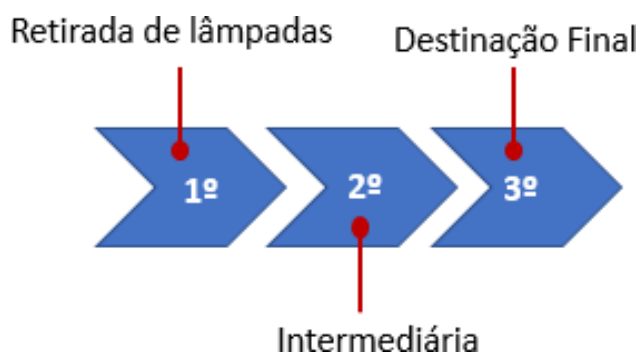 Retirada de lâmpadas
Destinação Final
1º
2º
3º
Intermediária